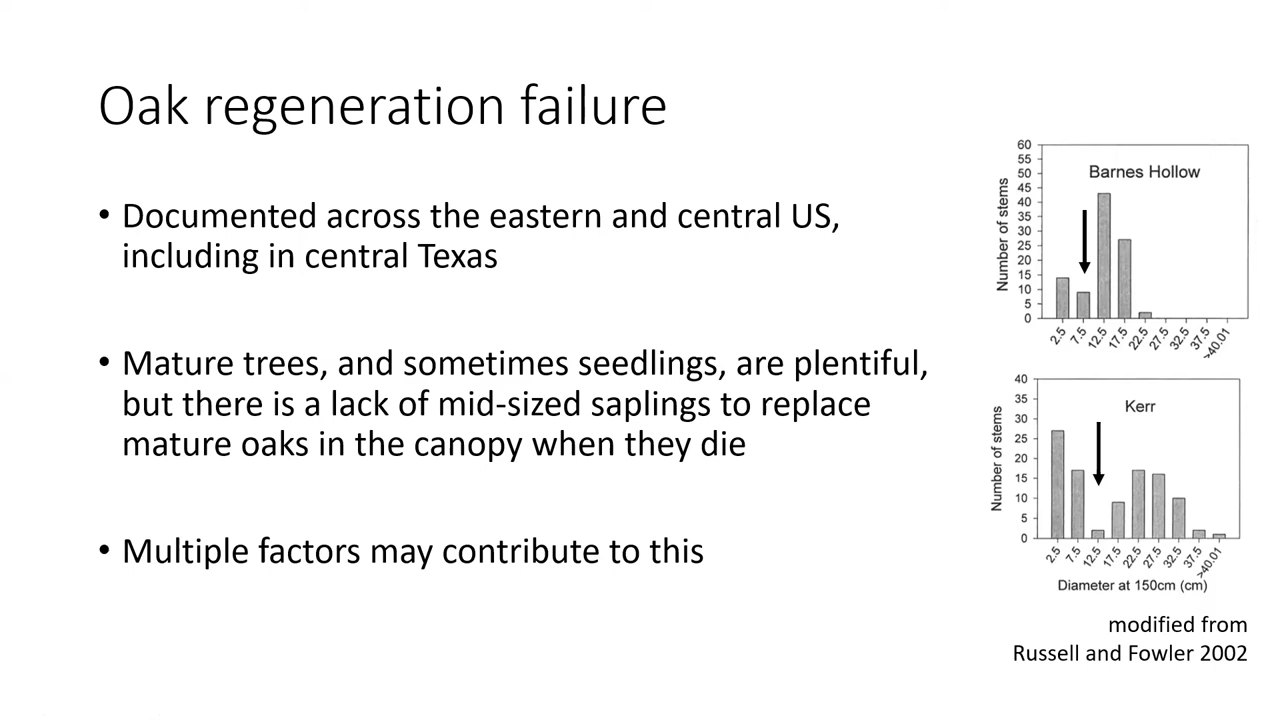 Oak regeneration failure
• Documented across the eastern and central US,
including in central Texas
• Mature trees, and sometimes seedlings, are plentiful,
but there is a lack of mid-sized saplings to replace
mature oaks in the canopy when they die
• Multiple factors may contribute to this
Barnes Hollow
Number of stems
60
55
50
45
40
35
30
25
20
15
10
5
0
2.5 7.5 12.5 17.5 22.5 27.5 32.5 37.5 >40.01
Kerr
Number of stems
40
35
30
25
20
15
10
5
0
2.5 7.5 12.5 17.5 22.5 27.5 32.5 37.5 >40.01
Diameter at 150cm (cm)
modified from
Russell and Fowler 2002